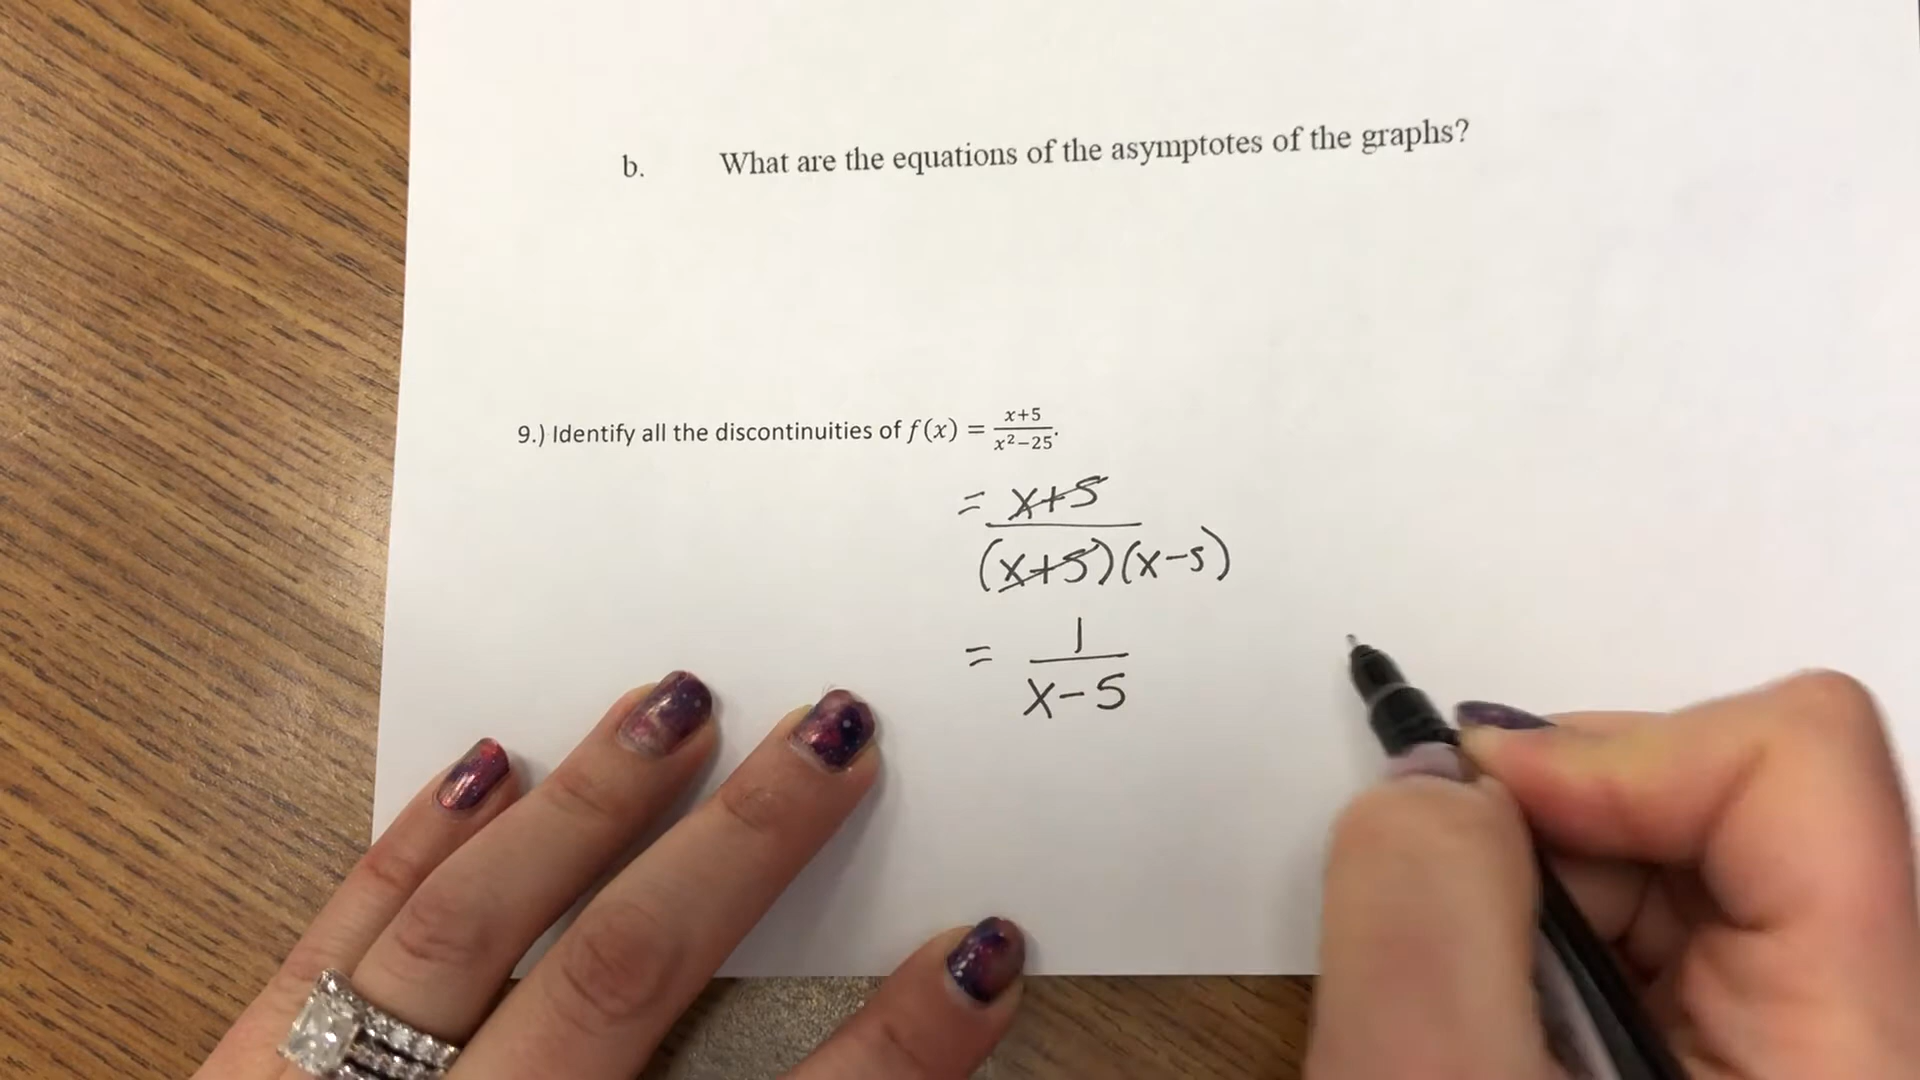 b. What are the equations of the asymptotes of the graphs?
9.) Identify all the discontinuities of f(x) = x+5
x²−25.
= x+5
(x+5)(x-5)
= 1
x-5